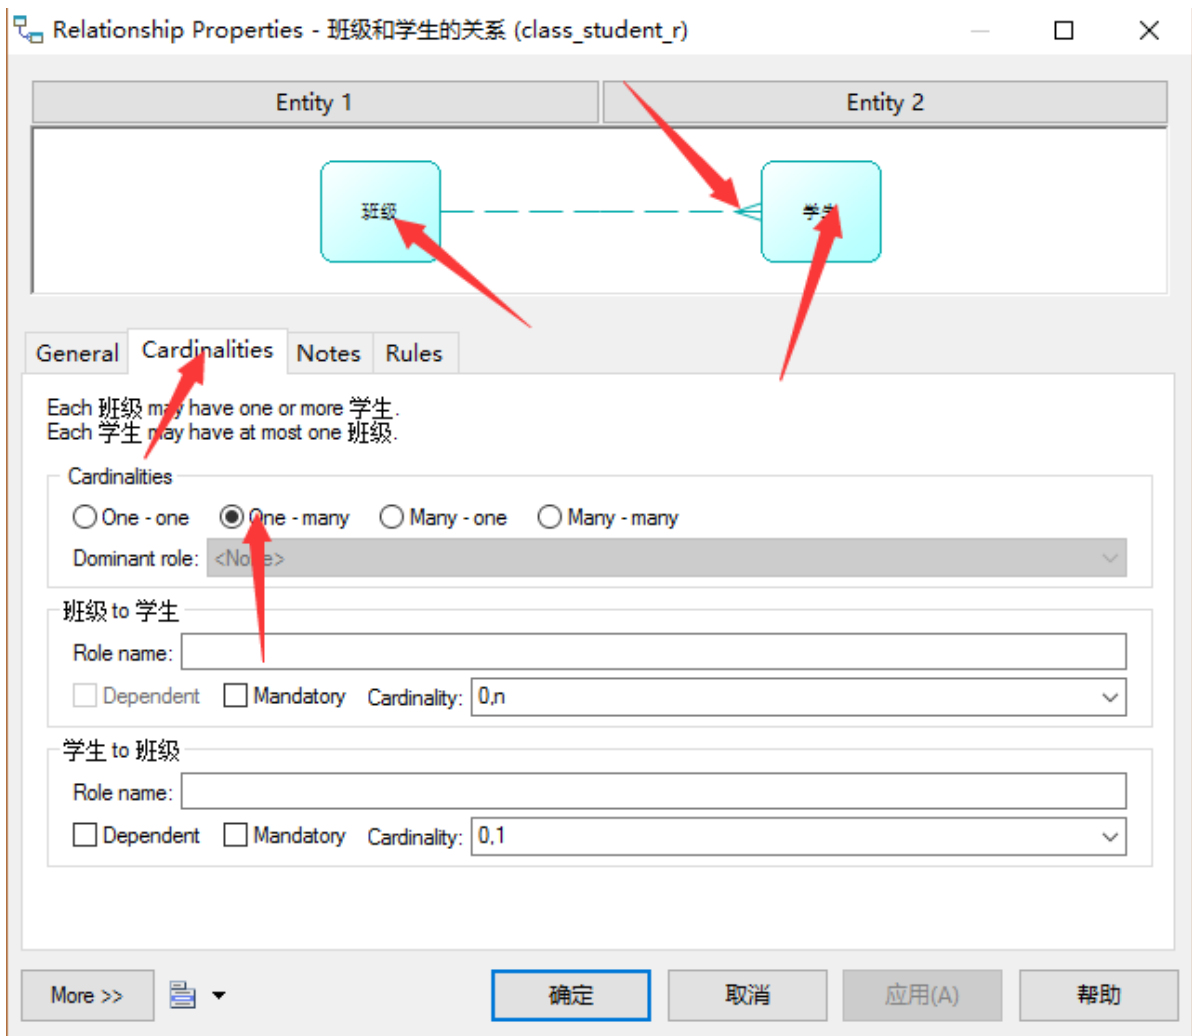 Relationship Properties - 班级和学生的关系 (class_student_r)
Entity 1
Entity 2
班级
学生
General
Cardinalities
Notes
Rules
Each 班级 may have one or more 学生.
Each 学生 may have at most one 班级.
Cardinalities
One - one
One - many
Many - one
Many - many
Dominant role:
<None>
班级 to 学生
Role name:
Dependent
Mandatory
Cardinality:
0,n
学生 to 班级
Role name:
Dependent
Mandatory
Cardinality:
0,1
More >>
确定
取消
应用(A)
帮助